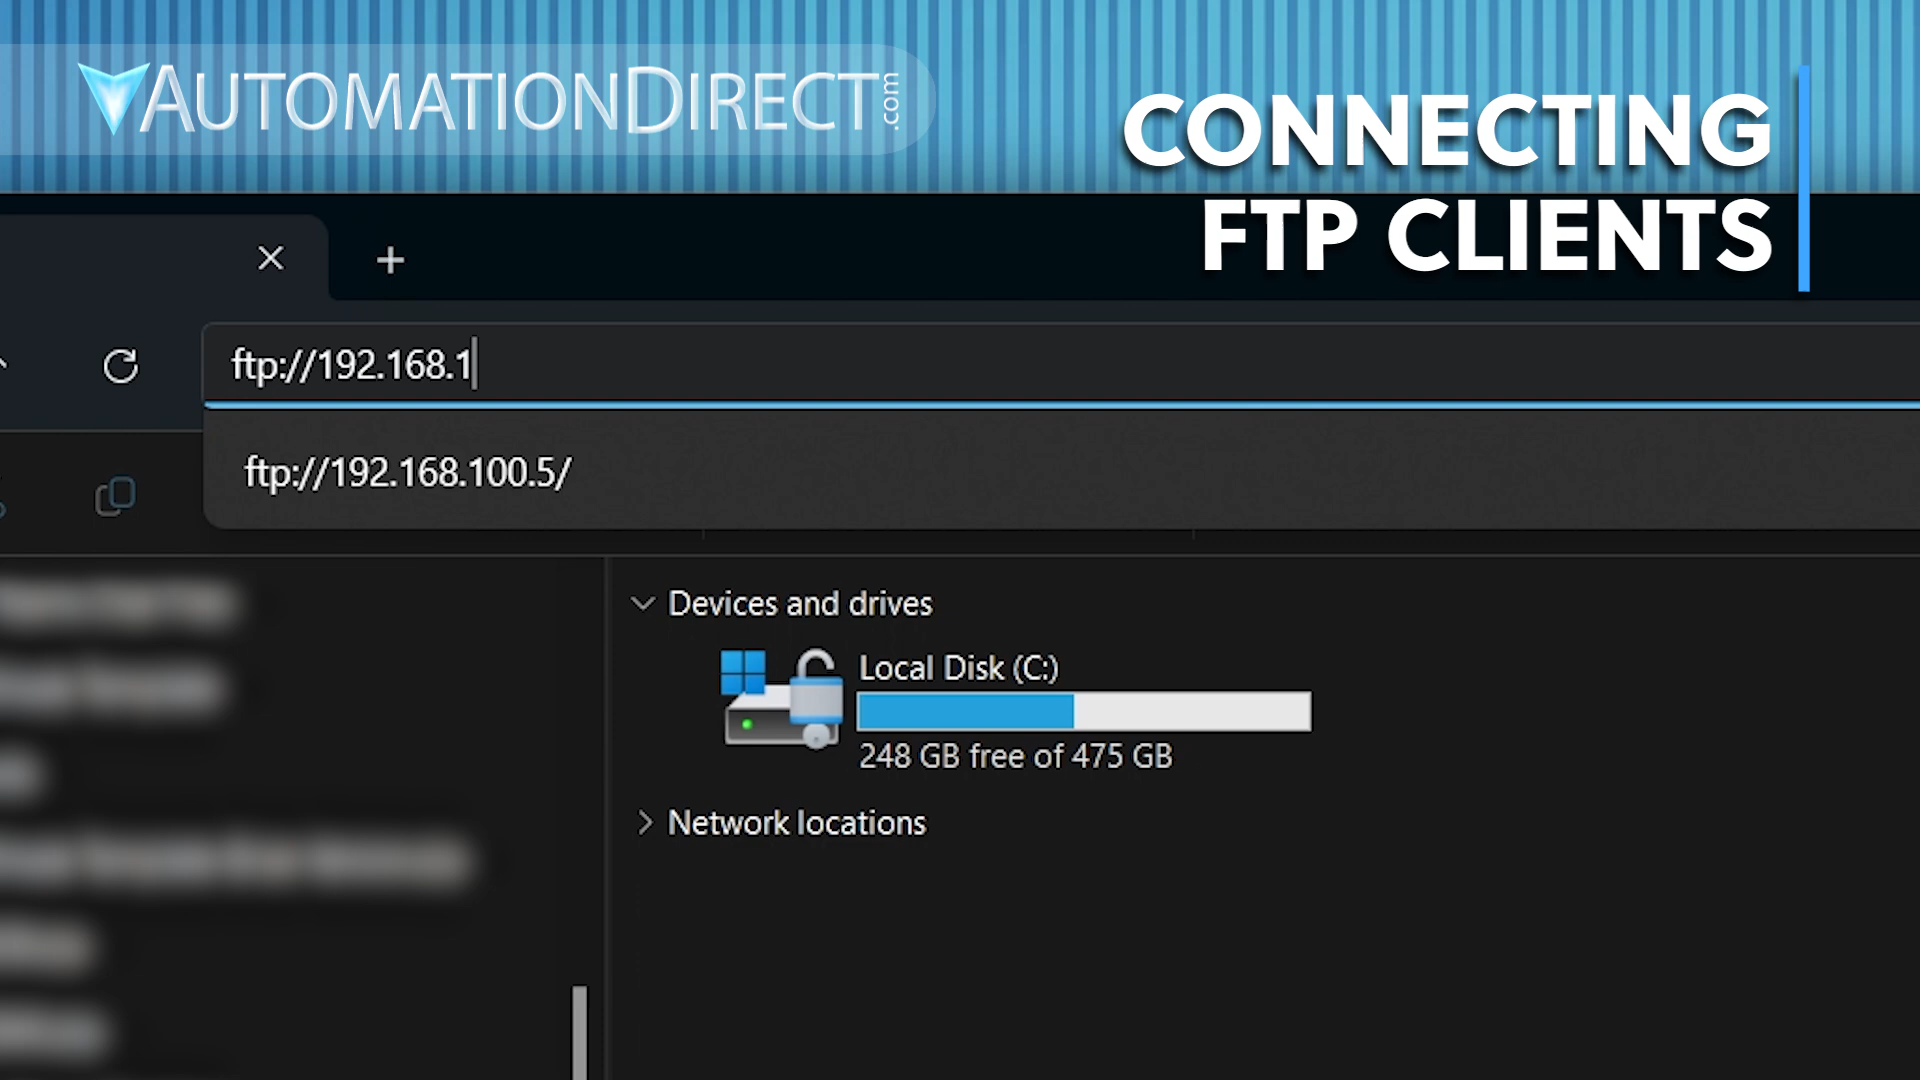 AUTOMATIONDIRECT.com
CONNECTING
FTP CLIENTS
ftp://192.168.1
ftp://192.168.100.5/
Devices and drives
Local Disk (C:)
248 GB free of 475 GB
Network locations